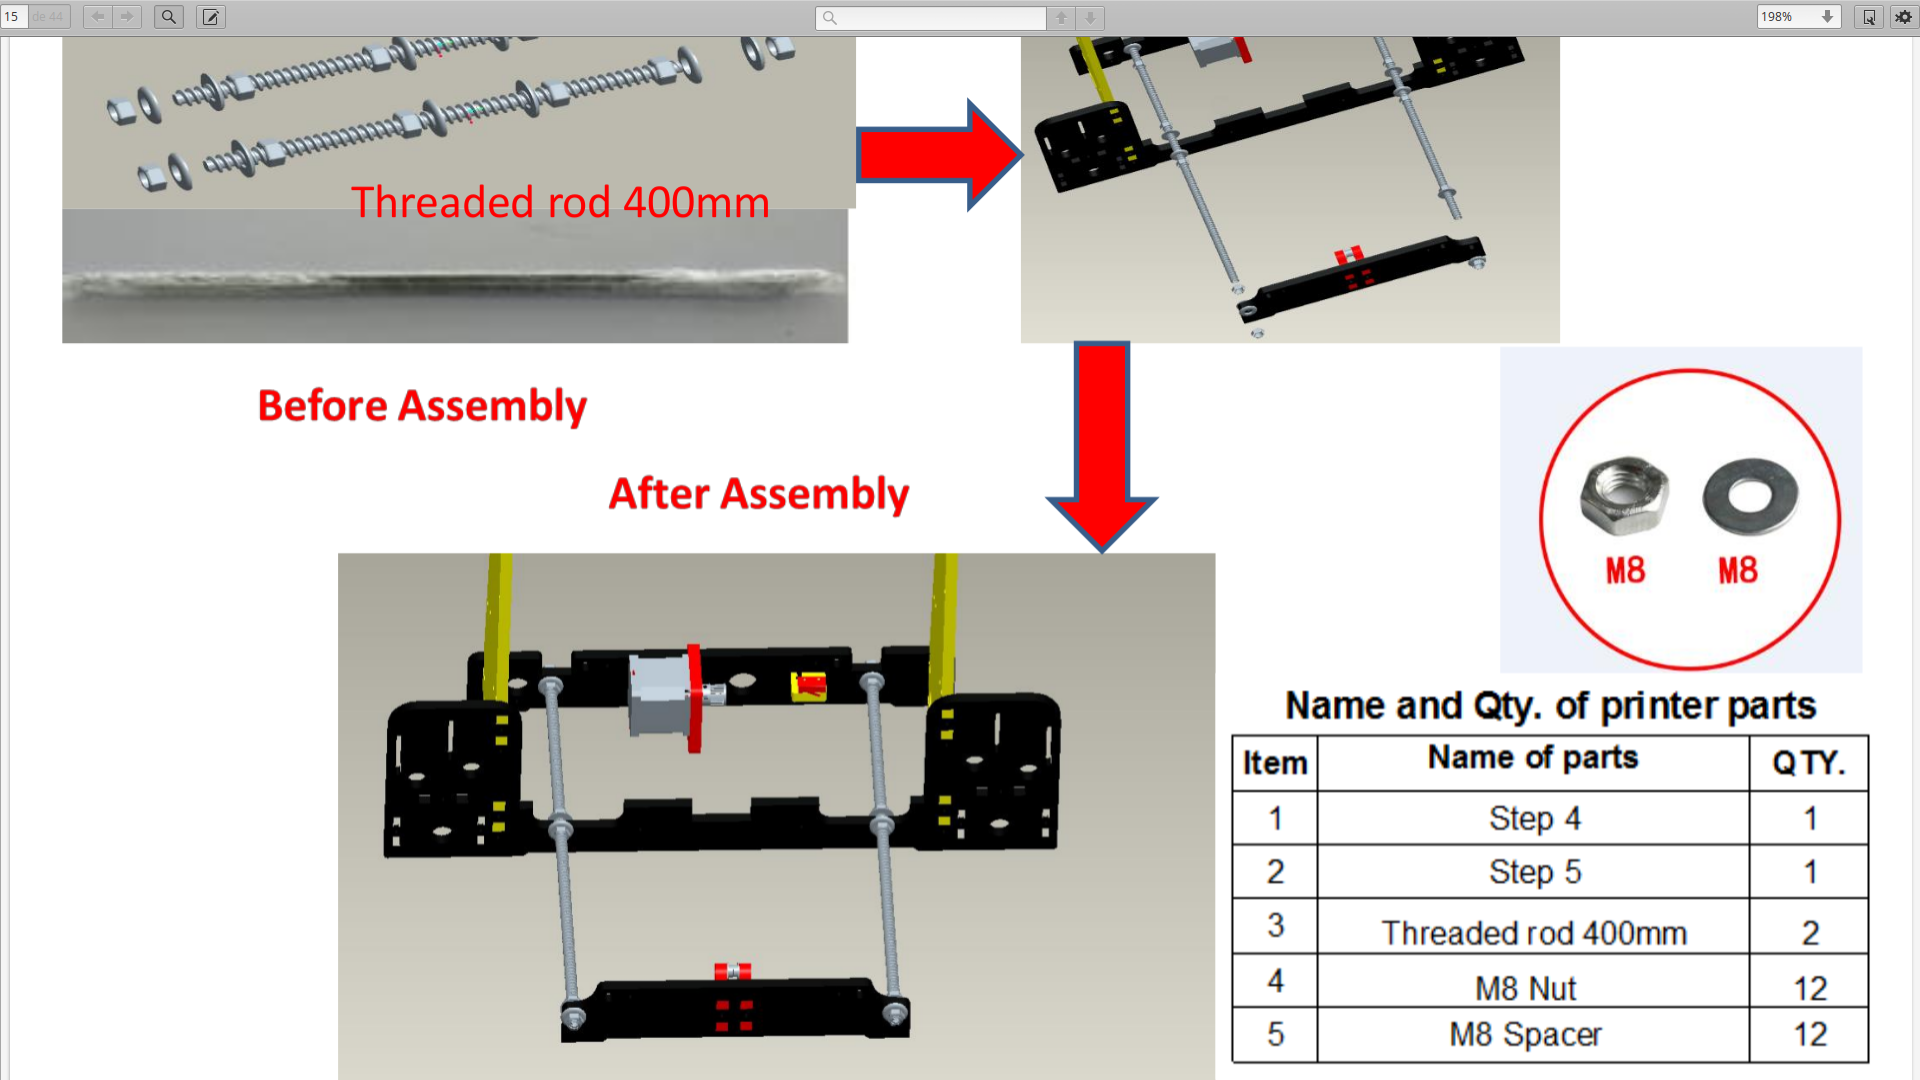 15 de 44
198%
Threaded rod 400mm
Before Assembly
After Assembly
M8 M8
Name and Qty. of printer parts
Item Name of parts QTY.
1 Step 4 1
2 Step 5 1
3 Threaded rod 400mm 2
4 M8 Nut 12
5 M8 Spacer 12